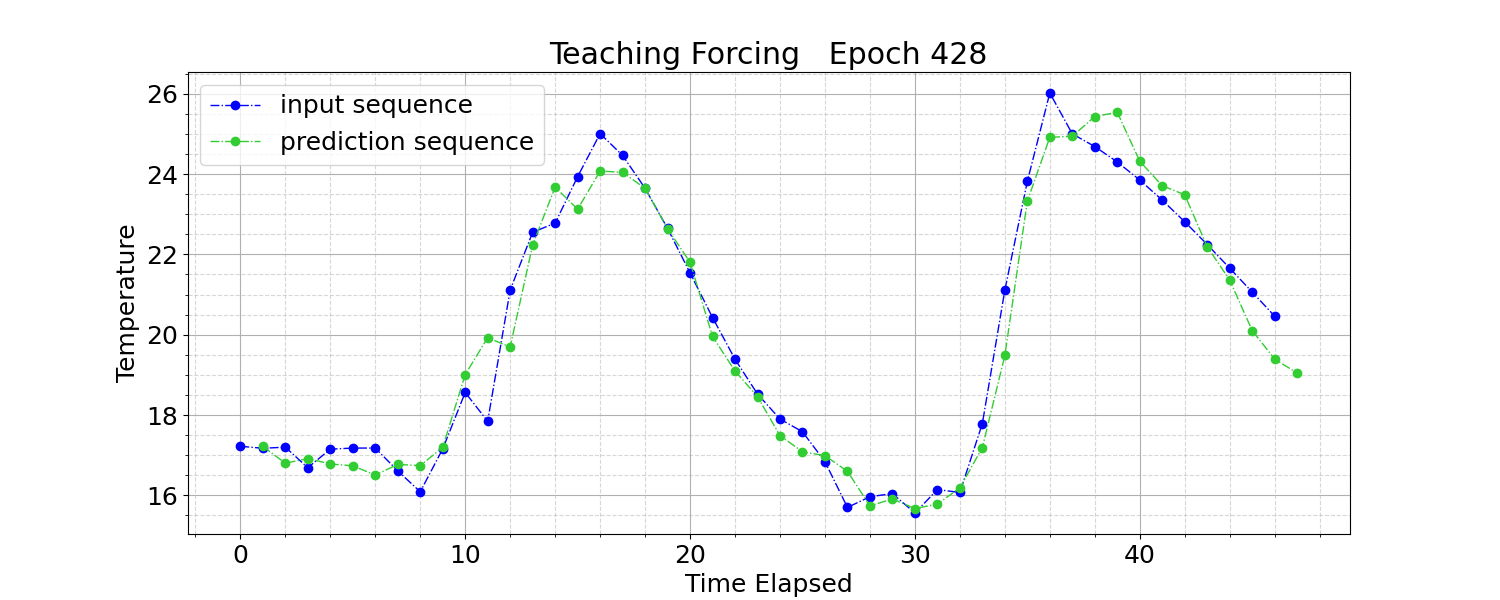 Teaching Forcing   Epoch 428
input sequence
prediction sequence
Temperature
26
24
22
20
18
16
0 10 20 30 40
Time Elapsed